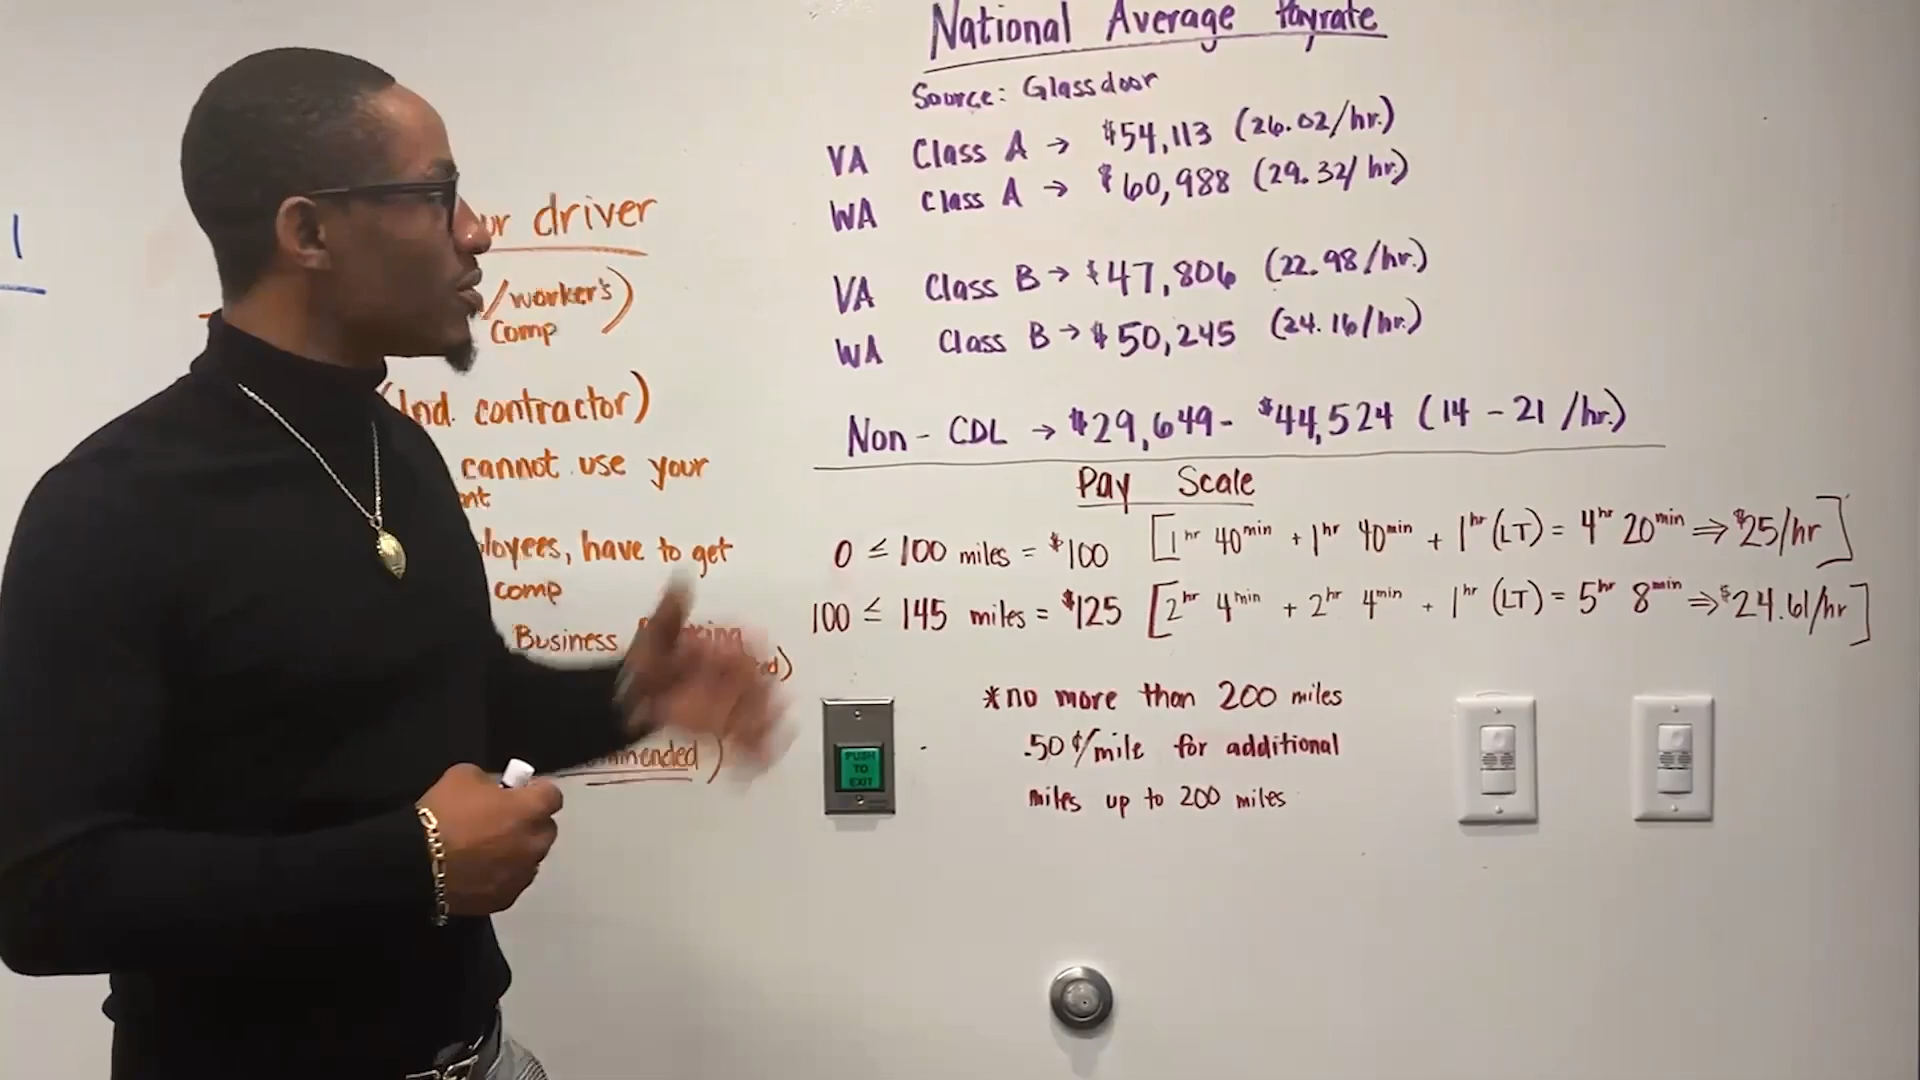 1
ur driver
/worker's)
comp
(Ind. contractor)
cannot use your
nt
loyees, have to get
comp
Business
ed)
mmended)
National Average Payrate
Source: Glassdoor
VA Class A → $54,113 (26.02/hr.)
WA Class A → $60,988 (29.32/hr.)
VA Class B → $47,806 (22.98/hr.)
WA Class B → $50,245 (24.16/hr.)
Non-CDL → $29,649 - $44,524 (14 - 21 /hr.)
Pay Scale
0 ≤ 100 miles = $100 [1hr 40min + 1hr 40min + 1hr (LT) = 4hr 20min ⇒ $25/hr]
100 ≤ 145 miles = $125 [2hr 4min + 2hr 4min + 1hr (LT) = 5hr 8min ⇒ $24.61/hr]
*no more than 200 miles
.50¢/mile for additional
miles up to 200 miles
PUSH
TO
EXIT